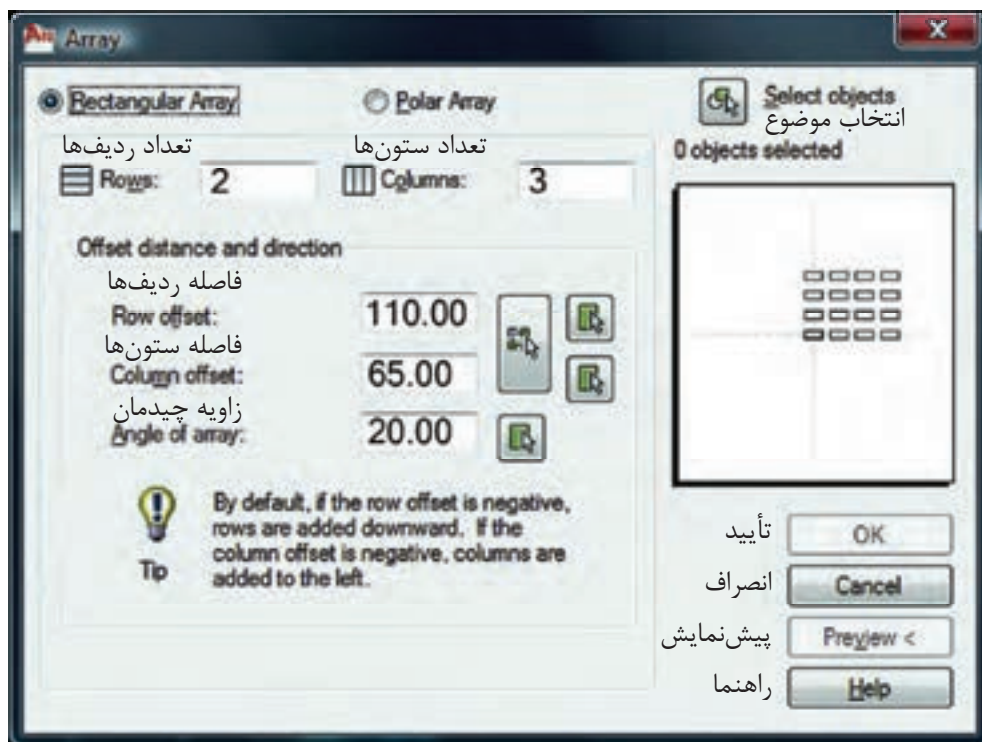 Array
Rectangular Array
Polar Array
Select objects
انتخاب موضوع
0 objects selected
تعداد ردیف‌ها
تعداد ستون‌ها
Rows: 2
Columns: 3
Offset distance and direction
فاصله ردیف‌ها
Row offset: 110.00
فاصله ستون‌ها
Column offset: 65.00
زاویه چیدمان
Angle of array: 20.00
By default, if the row offset is negative,
rows are added downward. If the
column offset is negative, columns are
added to the left.
Tip
تأیید OK
انصراف Cancel
پیش‌نمایش Preview <
راهنما Help